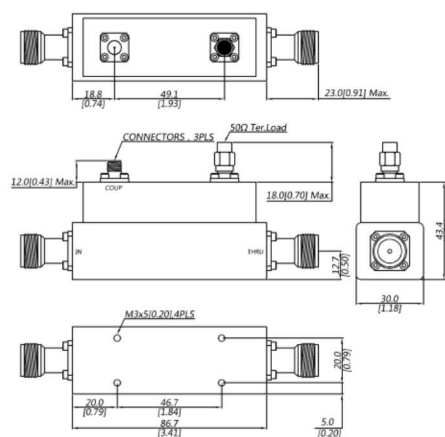 18.8
[0.74]
49.1
[1.93]
23.0[0.91] Max.
50Ω Ter.Load
CONNECTORS , 3PLS
12.0[0.43] Max.
COUP
18.0[0.70] Max.
IN
THRU
12.7
[0.50]
43.4
30.0
[1.18]
M3x5[0.20],4PLS
20.0
[0.79]
20.0
[0.79]
46.7
[1.84]
86.7
[3.41]
5.0
[0.20]